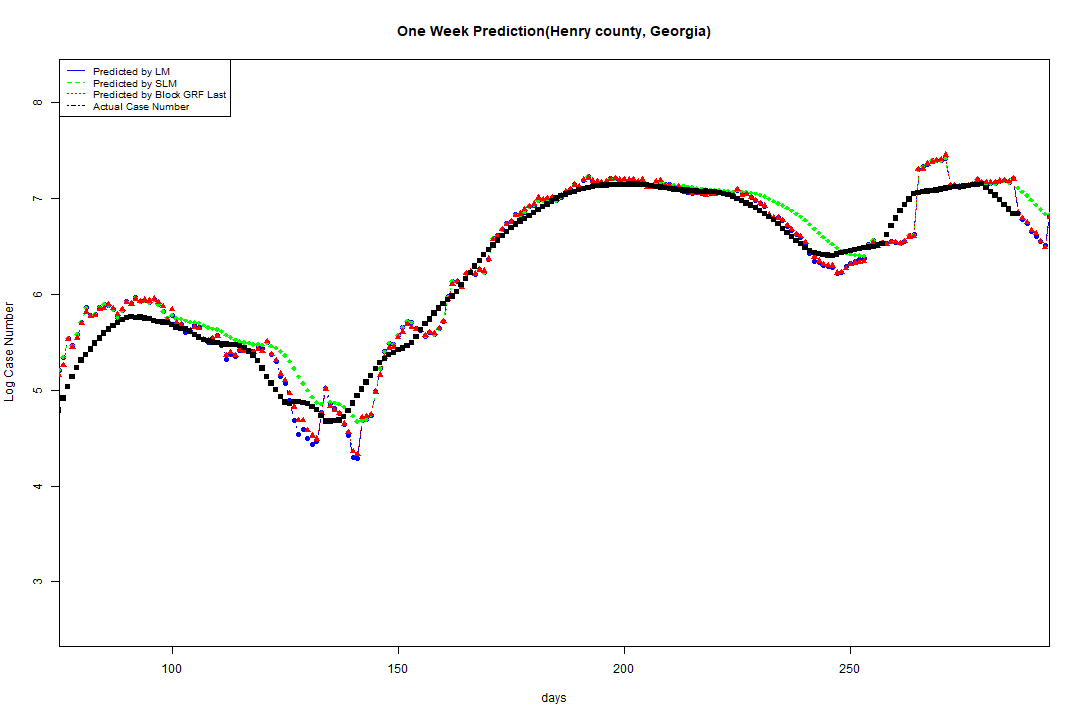 One Week Prediction(Henry county, Georgia)
Predicted by LM
Predicted by SLM
Predicted by Block GRF Last
Actual Case Number
8
7
6
5
4
3
Log Case Number
100 150 200 250
days